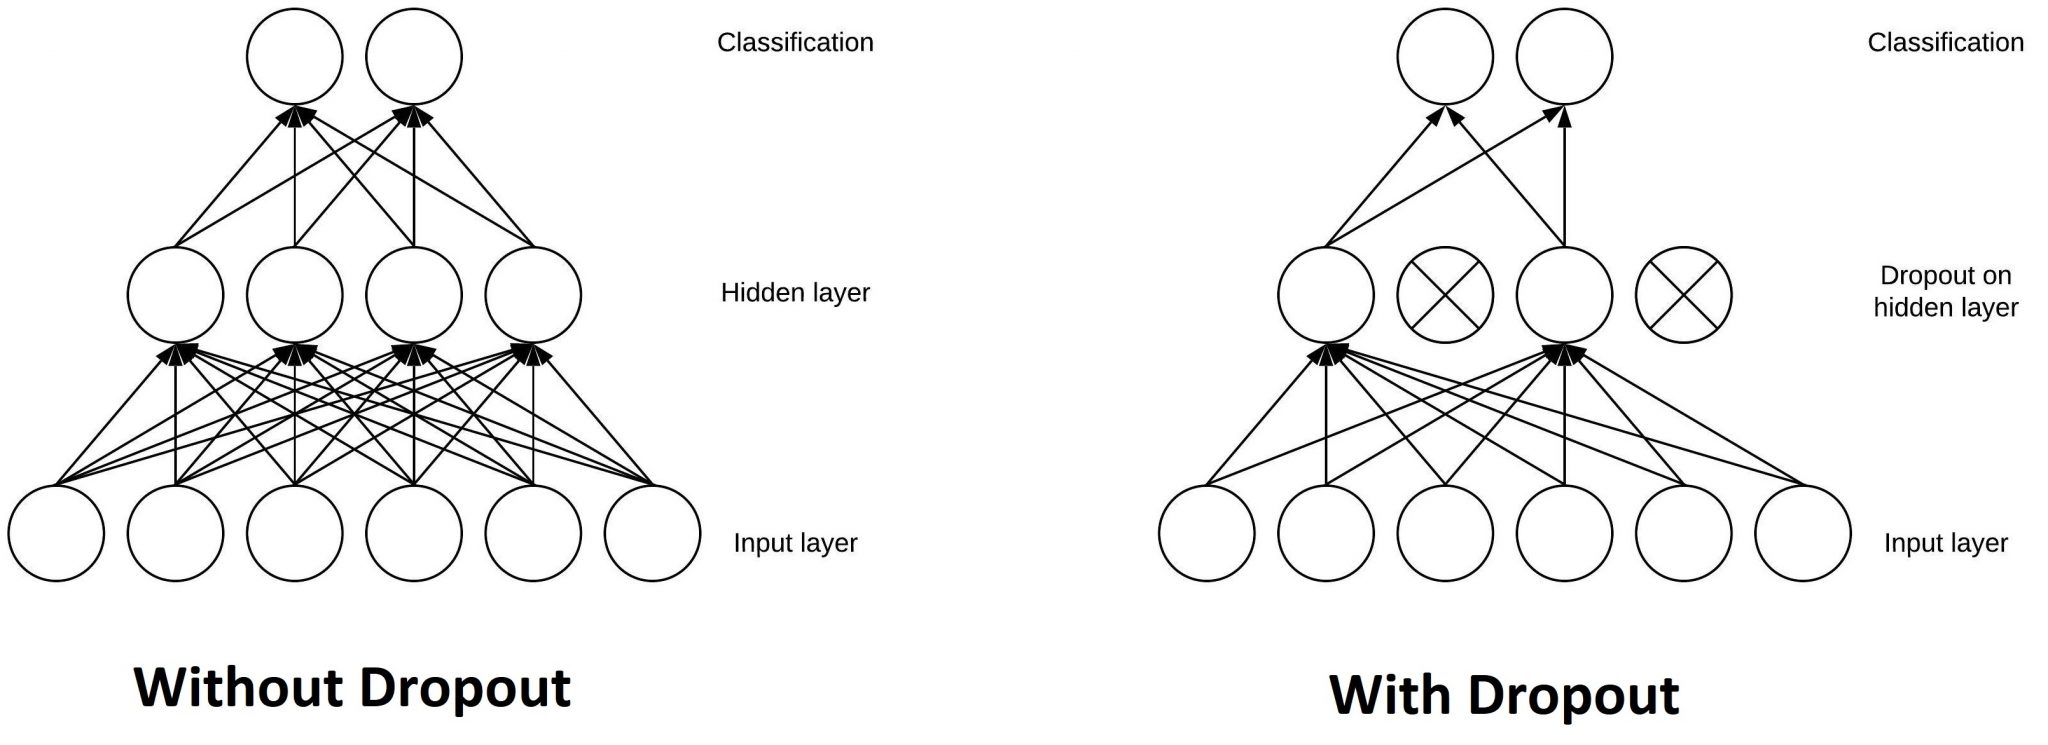 Classification
Hidden layer
Input layer
Without Dropout
Classification
Dropout on
hidden layer
Input layer
With Dropout